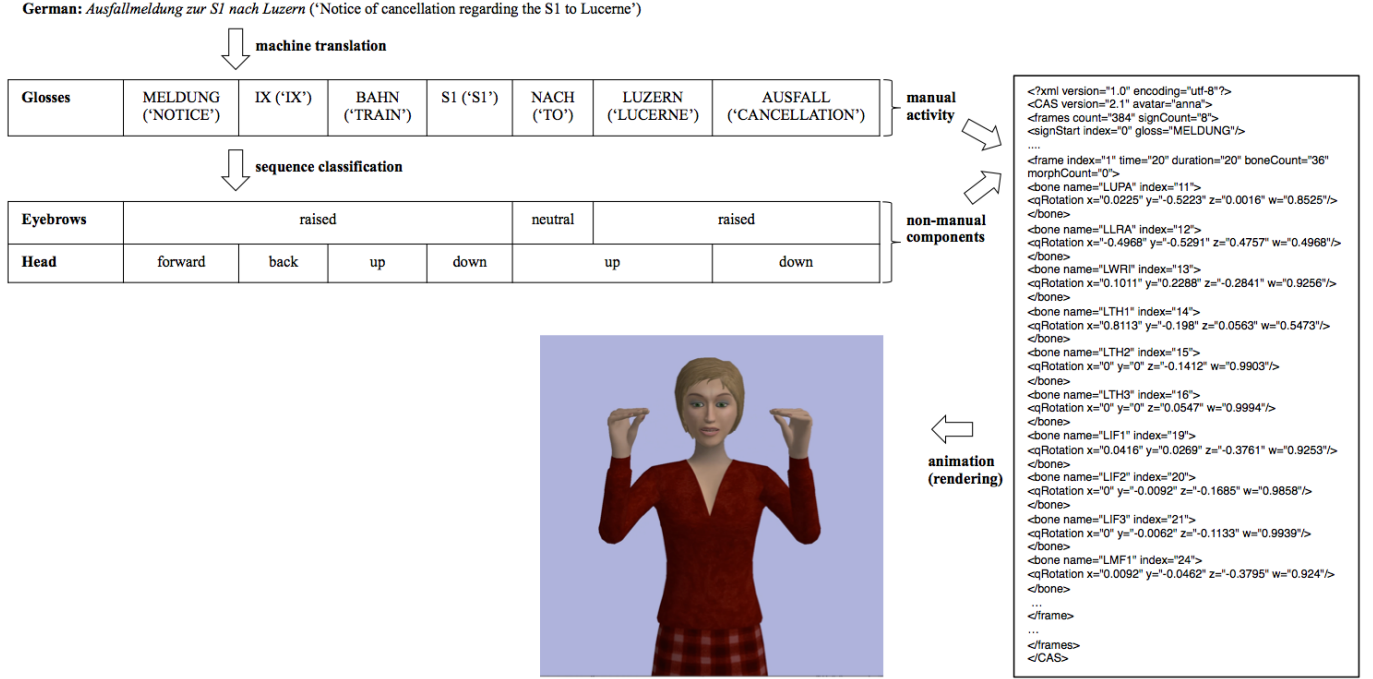 German: Ausfallmeldung zur S1 nach Luzern (‘Notice of cancellation regarding the S1 to Lucerne’)
machine translation
Glosses MELDUNG IX (‘IX’) BAHN S1 (‘S1’) NACH LUZERN AUSFALL
(‘NOTICE’) (‘TRAIN’) (‘TO’) (‘LUCERNE’) (‘CANCELLATION’)
manual
activity
sequence classification
Eyebrows raised neutral raised
Head forward back up down up down
non-manual
components
<?xml version="1.0" encoding="utf-8"?>
<CAS version="2.1" avatar="anna">
<frames count="384" signCount="8">
<signStart index="0" gloss="MELDUNG"/>
....
<frame index="1" time="20" duration="20" boneCount="36"
morphCount="0">
<bone name="LUPA" index="11">
<qRotation x="0.0225" y="-0.5223" z="0.0016" w="0.8525"/>
</bone>
<bone name="LLRA" index="12">
<qRotation x="-0.4968" y="-0.5291" z="0.4757" w="0.4968"/>
</bone>
<bone name="LWRI" index="13">
<qRotation x="0.1011" y="0.2288" z="-0.2841" w="0.9256"/>
</bone>
<bone name="LTH1" index="14">
<qRotation x="0.8113" y="-0.198" z="0.0563" w="0.5473"/>
</bone>
<bone name="LTH2" index="15">
<qRotation x="0" y="0" z="-0.1412" w="0.9903"/>
</bone>
<bone name="LTH3" index="16">
<qRotation x="0" y="0" z="0.0547" w="0.9994"/>
</bone>
<bone name="LIF1" index="19">
<qRotation x="0.0416" y="0.0269" z="-0.3761" w="0.9253"/>
</bone>
<bone name="LIF2" index="20">
<qRotation x="0" y="-0.0092" z="-0.1685" w="0.9858"/>
</bone>
<bone name="LIF3" index="21">
<qRotation x="0" y="-0.0062" z="-0.1133" w="0.9939"/>
</bone>
<bone name="LMF1" index="24">
<qRotation x="0.0092" y="-0.0462" z="-0.3795" w="0.924"/>
</bone>
...
</frame>
...
</frames>
</CAS>
animation
(rendering)